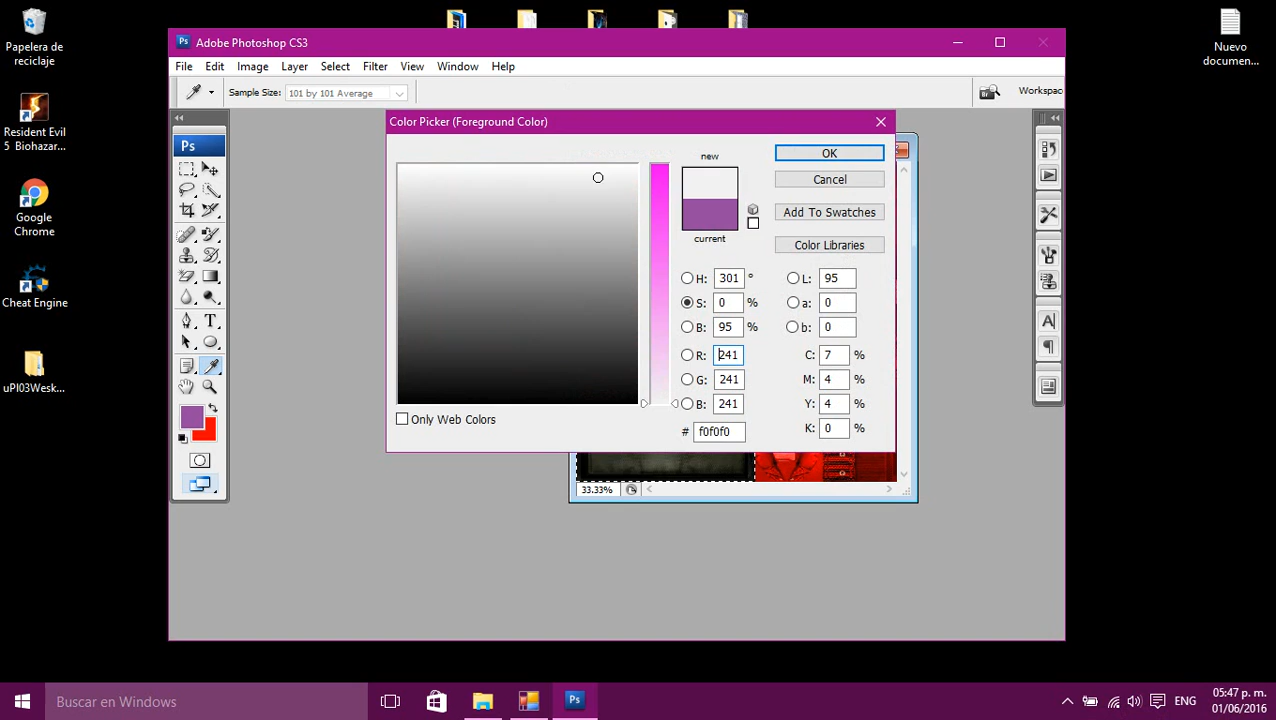 Papelera de
reciclaje
Resident Evil
5 Biohazar...
Google
Chrome
Cheat Engine
uPl03Wesk...
Nuevo
documen...
Ps Adobe Photoshop CS3
File Edit Image Layer Select Filter View Window Help
Sample Size: 101 by 101 Average
Workspac
Ps
Color Picker (Foreground Color)
new
current
OK
Cancel
Add To Swatches
Color Libraries
H: 301 °
S: 0 %
B: 95 %
R: 241
G: 241
B: 241
# f0f0f0
L: 95
a: 0
b: 0
C: 7 %
M: 4 %
Y: 4 %
K: 0 %
Only Web Colors
33.33%
Buscar en Windows
Ps
ENG
05:47 p. m.
01/06/2016